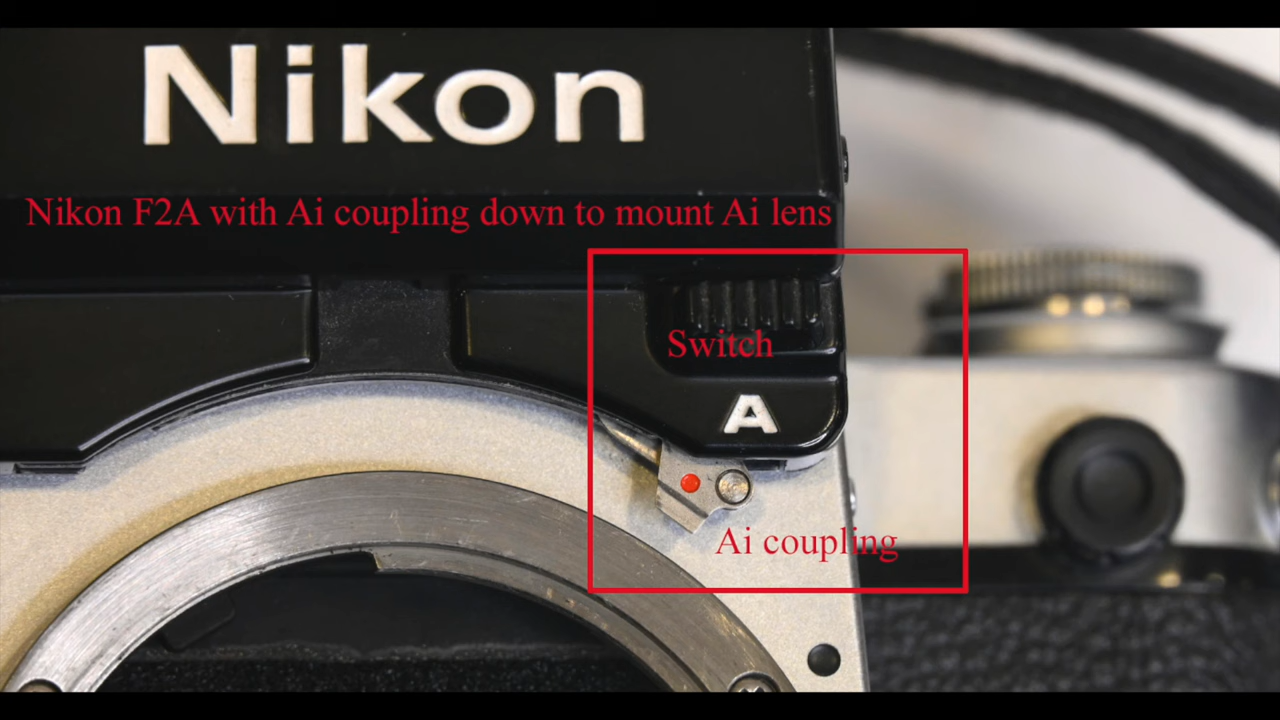 Nikon
Nikon F2A with Ai coupling down to mount Ai lens
Switch
A
Ai coupling